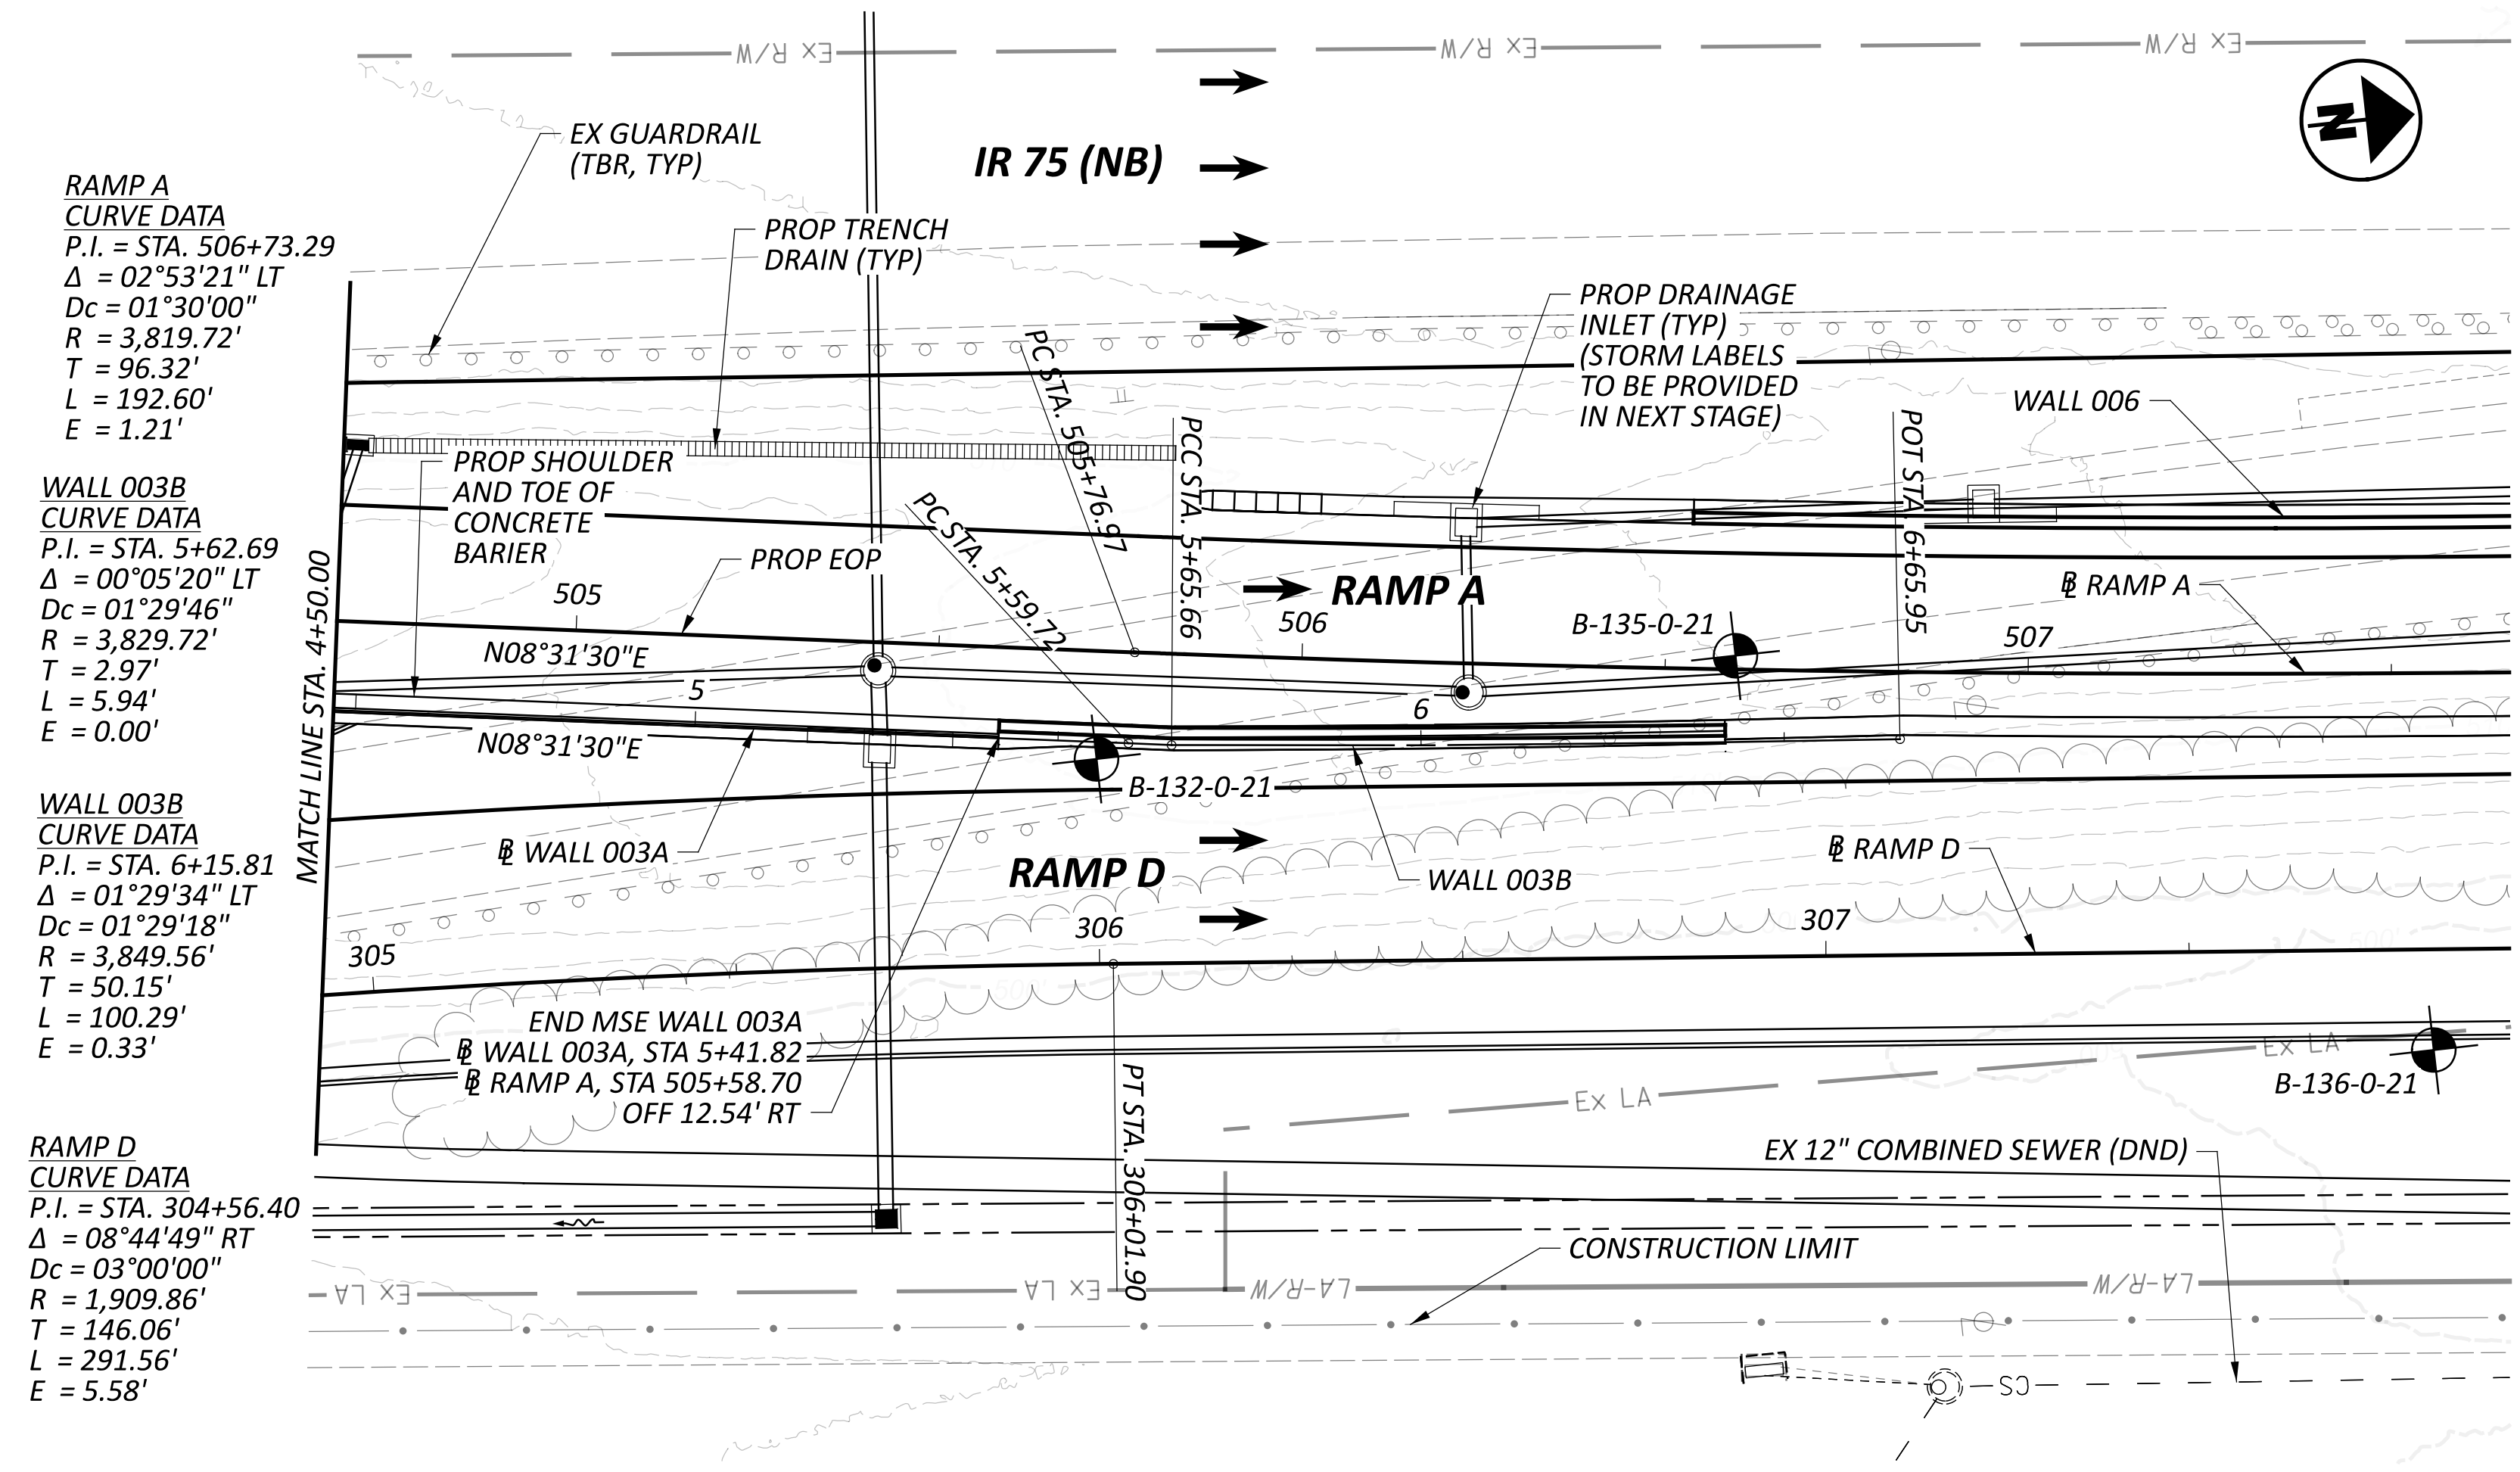 Ex R/W
Ex R/W
Ex R/W
N
EX GUARDRAIL
(TBR, TYP)
IR 75 (NB)
PROP TRENCH
DRAIN (TYP)
RAMP A
CURVE DATA
P.I. = STA. 506+73.29
Δ = 02°53'21" LT
Dc = 01°30'00"
R = 3,819.72'
T = 96.32'
L = 192.60'
E = 1.21'
WALL 003B
CURVE DATA
P.I. = STA. 5+62.69
Δ = 00°05'20" LT
Dc = 01°29'46"
R = 3,829.72'
T = 2.97'
L = 5.94'
E = 0.00'
WALL 003B
CURVE DATA
P.I. = STA. 6+15.81
Δ = 01°29'34" LT
Dc = 01°29'18"
R = 3,849.56'
T = 50.15'
L = 100.29'
E = 0.33'
RAMP D
CURVE DATA
P.I. = STA. 304+56.40
Δ = 08°44'49" RT
Dc = 03°00'00"
R = 1,909.86'
T = 146.06'
L = 291.56'
E = 5.58'
MATCH LINE STA. 4+50.00
PROP DRAINAGE
INLET (TYP)
(STORM LABELS
TO BE PROVIDED
IN NEXT STAGE)
WALL 006
PROP SHOULDER
AND TOE OF
CONCRETE
BARIER
PROP EOP
PC STA. 505+76.97
PC STA. 5+59.72
PCC STA. 5+65.66
POT STA. 6+65.95
RAMP A
BL RAMP A
505
506
507
B-135-0-21
N08°31'30"E
5
6
N08°31'30"E
B-132-0-21
BL WALL 003A
RAMP D
WALL 003B
BL RAMP D
305
306
307
500'
500'
505'
END MSE WALL 003A
BL WALL 003A, STA 5+41.82
BL RAMP A, STA 505+58.70
OFF 12.54' RT
PT STA. 306+01.90
Ex LA
Ex LA
B-136-0-21
EX 12" COMBINED SEWER (DND)
CONSTRUCTION LIMIT
Ex LA
Ex LA
LA-R/W
LA-R/W
CS